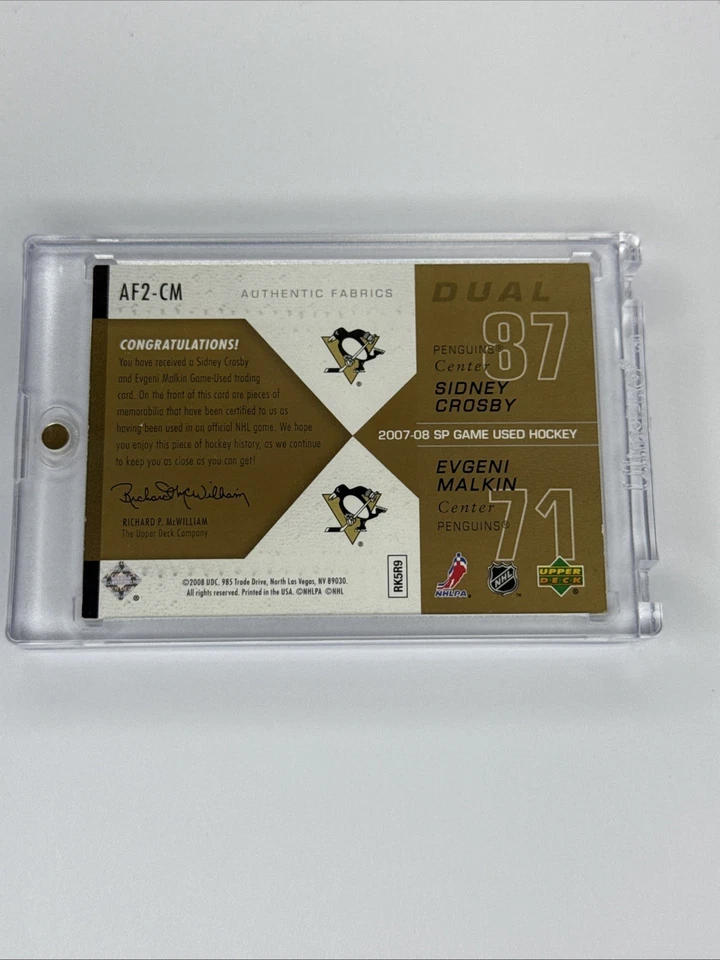 AF2-CM
AUTHENTIC FABRICS
CONGRATULATIONS!
You have received a Sidney Crosby
and Evgeni Malkin Game-Used trading
card. On the front of this card are pieces of
memorabilia that have been certified to us as
having been used in an official NHL game. We hope
you enjoy this piece of hockey history, as we continue
to keep you as close as you can get!
Richard McWilliam
RICHARD P. McWILLIAM
The Upper Deck Company
©2008 UDC. 985 Trade Drive, North Las Vegas, NV 89030.
All rights reserved. Printed in the USA. ©NHLPA ©NHL
RK5R9
DUAL
87
PENGUINS®
Center
SIDNEY
CROSBY
2007-08 SP GAME USED HOCKEY
EVGENI
MALKIN
Center
PENGUINS®
71
NHLPA
NHL
UPPER
DECK